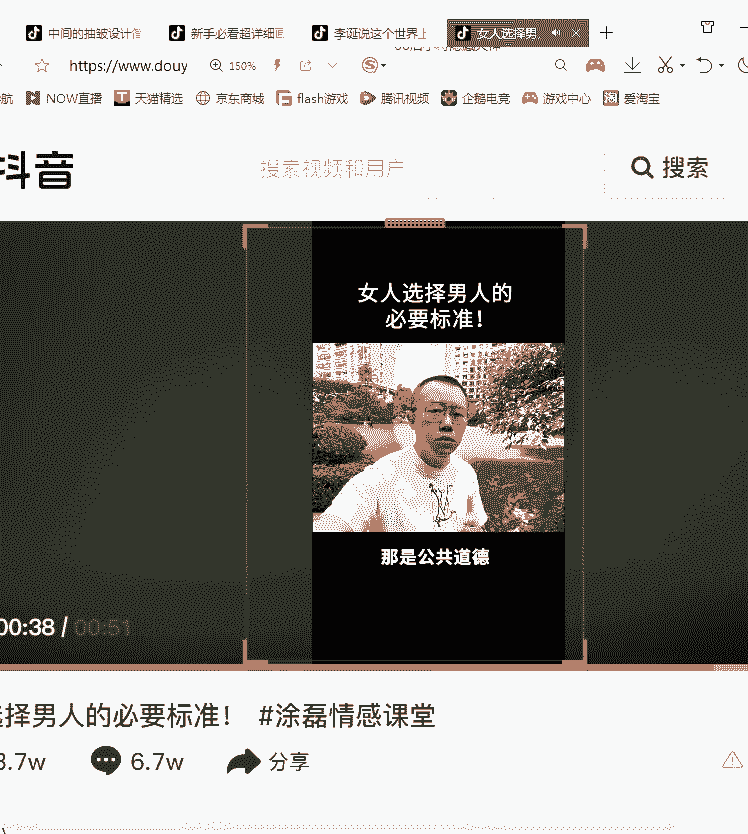 中间的抽皱设计
新手必看超详细
李诞说这个世界上
女人选择男
https://www.douy
150%
航
NOW直播
天猫精选
京东商城
flash游戏
腾讯视频
企鹅电竞
游戏中心
爱淘宝
抖音
搜索视频和用户
搜索
女人选择男人的
必要标准！
那是公共道德
00:38 / 00:51
选择男人的必要标准！ #涂磊情感课堂
3.7w
6.7w
分享